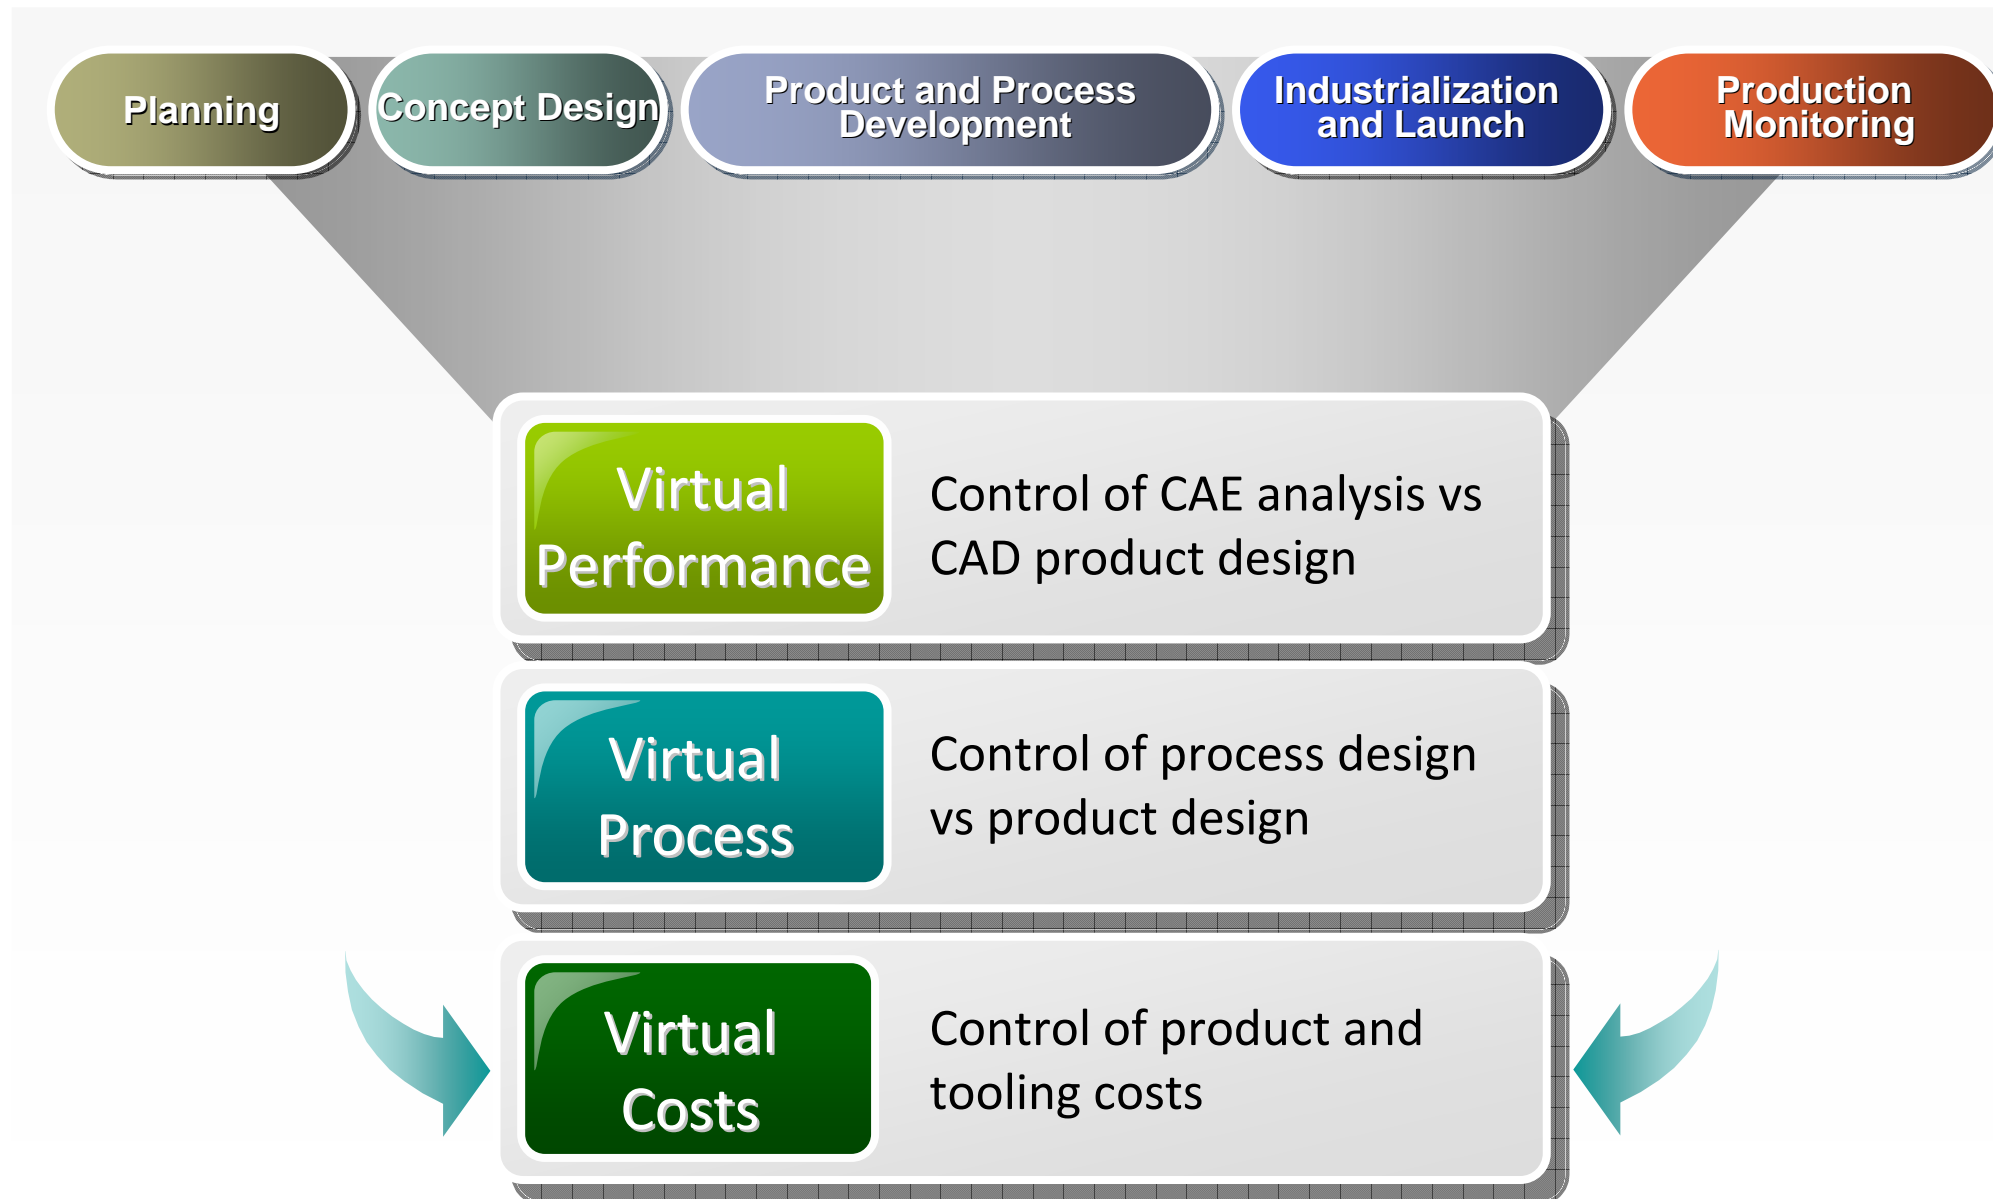 Planning
Concept Design
Product and Process
Development
Industrialization
and Launch
Production
Monitoring
Virtual
Performance
Control of CAE analysis vs
CAD product design
Virtual
Process
Control of process design
vs product design
Virtual
Costs
Control of product and
tooling costs